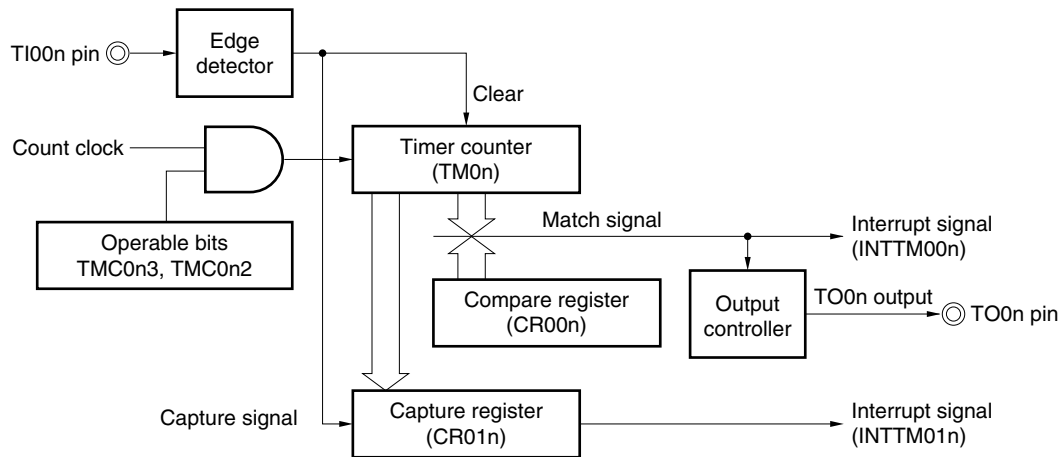 TI00n pin
Edge
detector
Clear
Count clock
Timer counter
(TM0n)
Operable bits
TMC0n3, TMC0n2
Match signal
Interrupt signal
(INTTM00n)
Compare register
(CR00n)
Output
controller
TO0n output
TO0n pin
Capture signal
Capture register
(CR01n)
Interrupt signal
(INTTM01n)